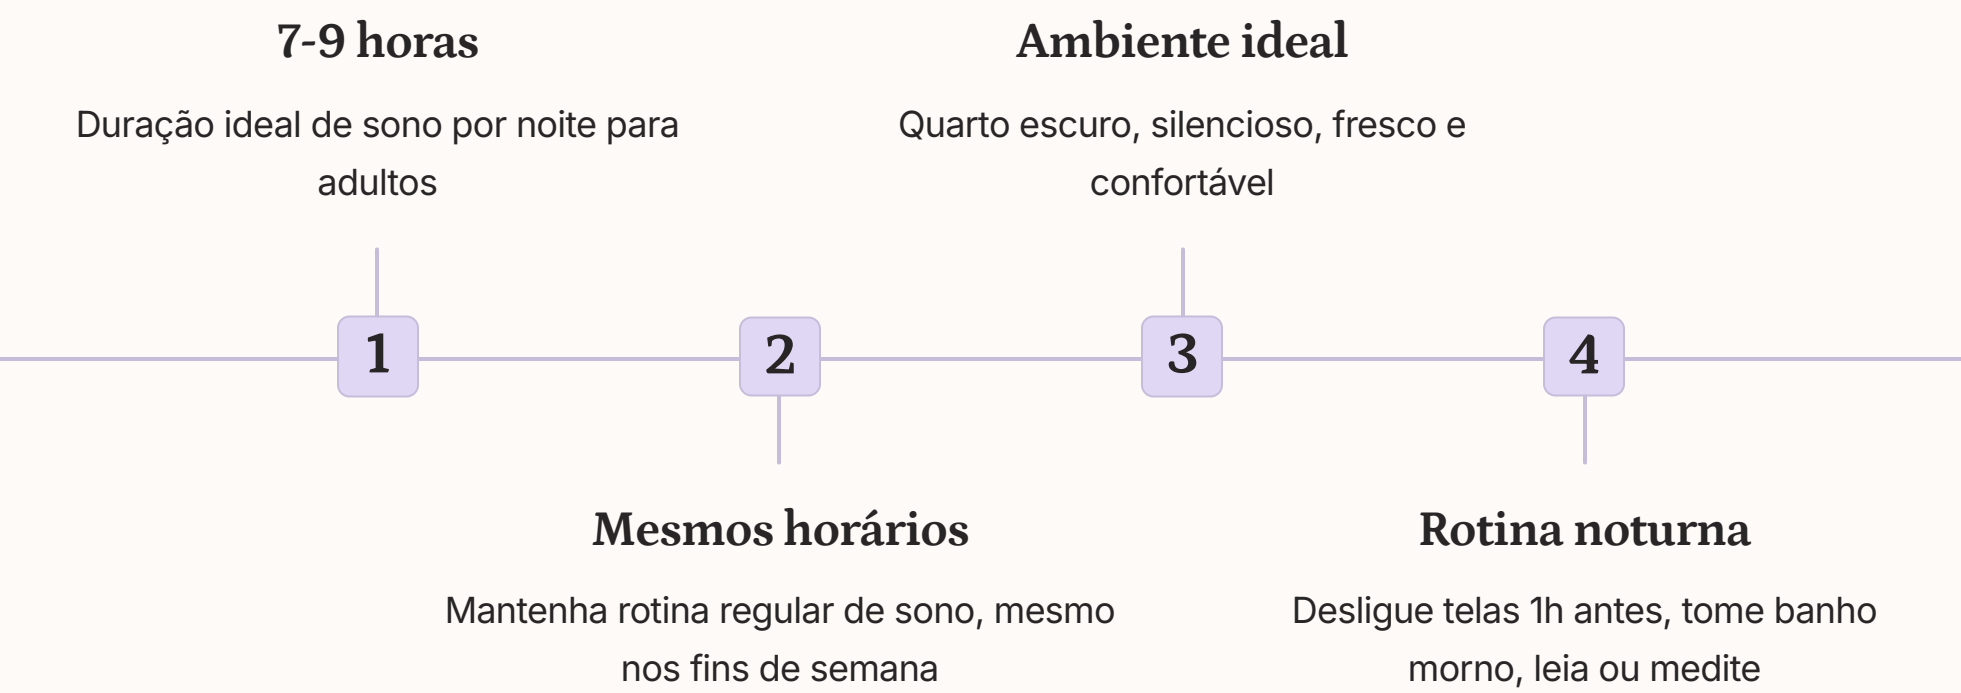 7-9 horas
Duração ideal de sono por noite para
adultos
1
2
Mesmos horários
Mantenha rotina regular de sono, mesmo
nos fins de semana
Ambiente ideal
Quarto escuro, silencioso, fresco e
confortável
3
4
Rotina noturna
Desligue telas 1h antes, tome banho
morno, leia ou medite